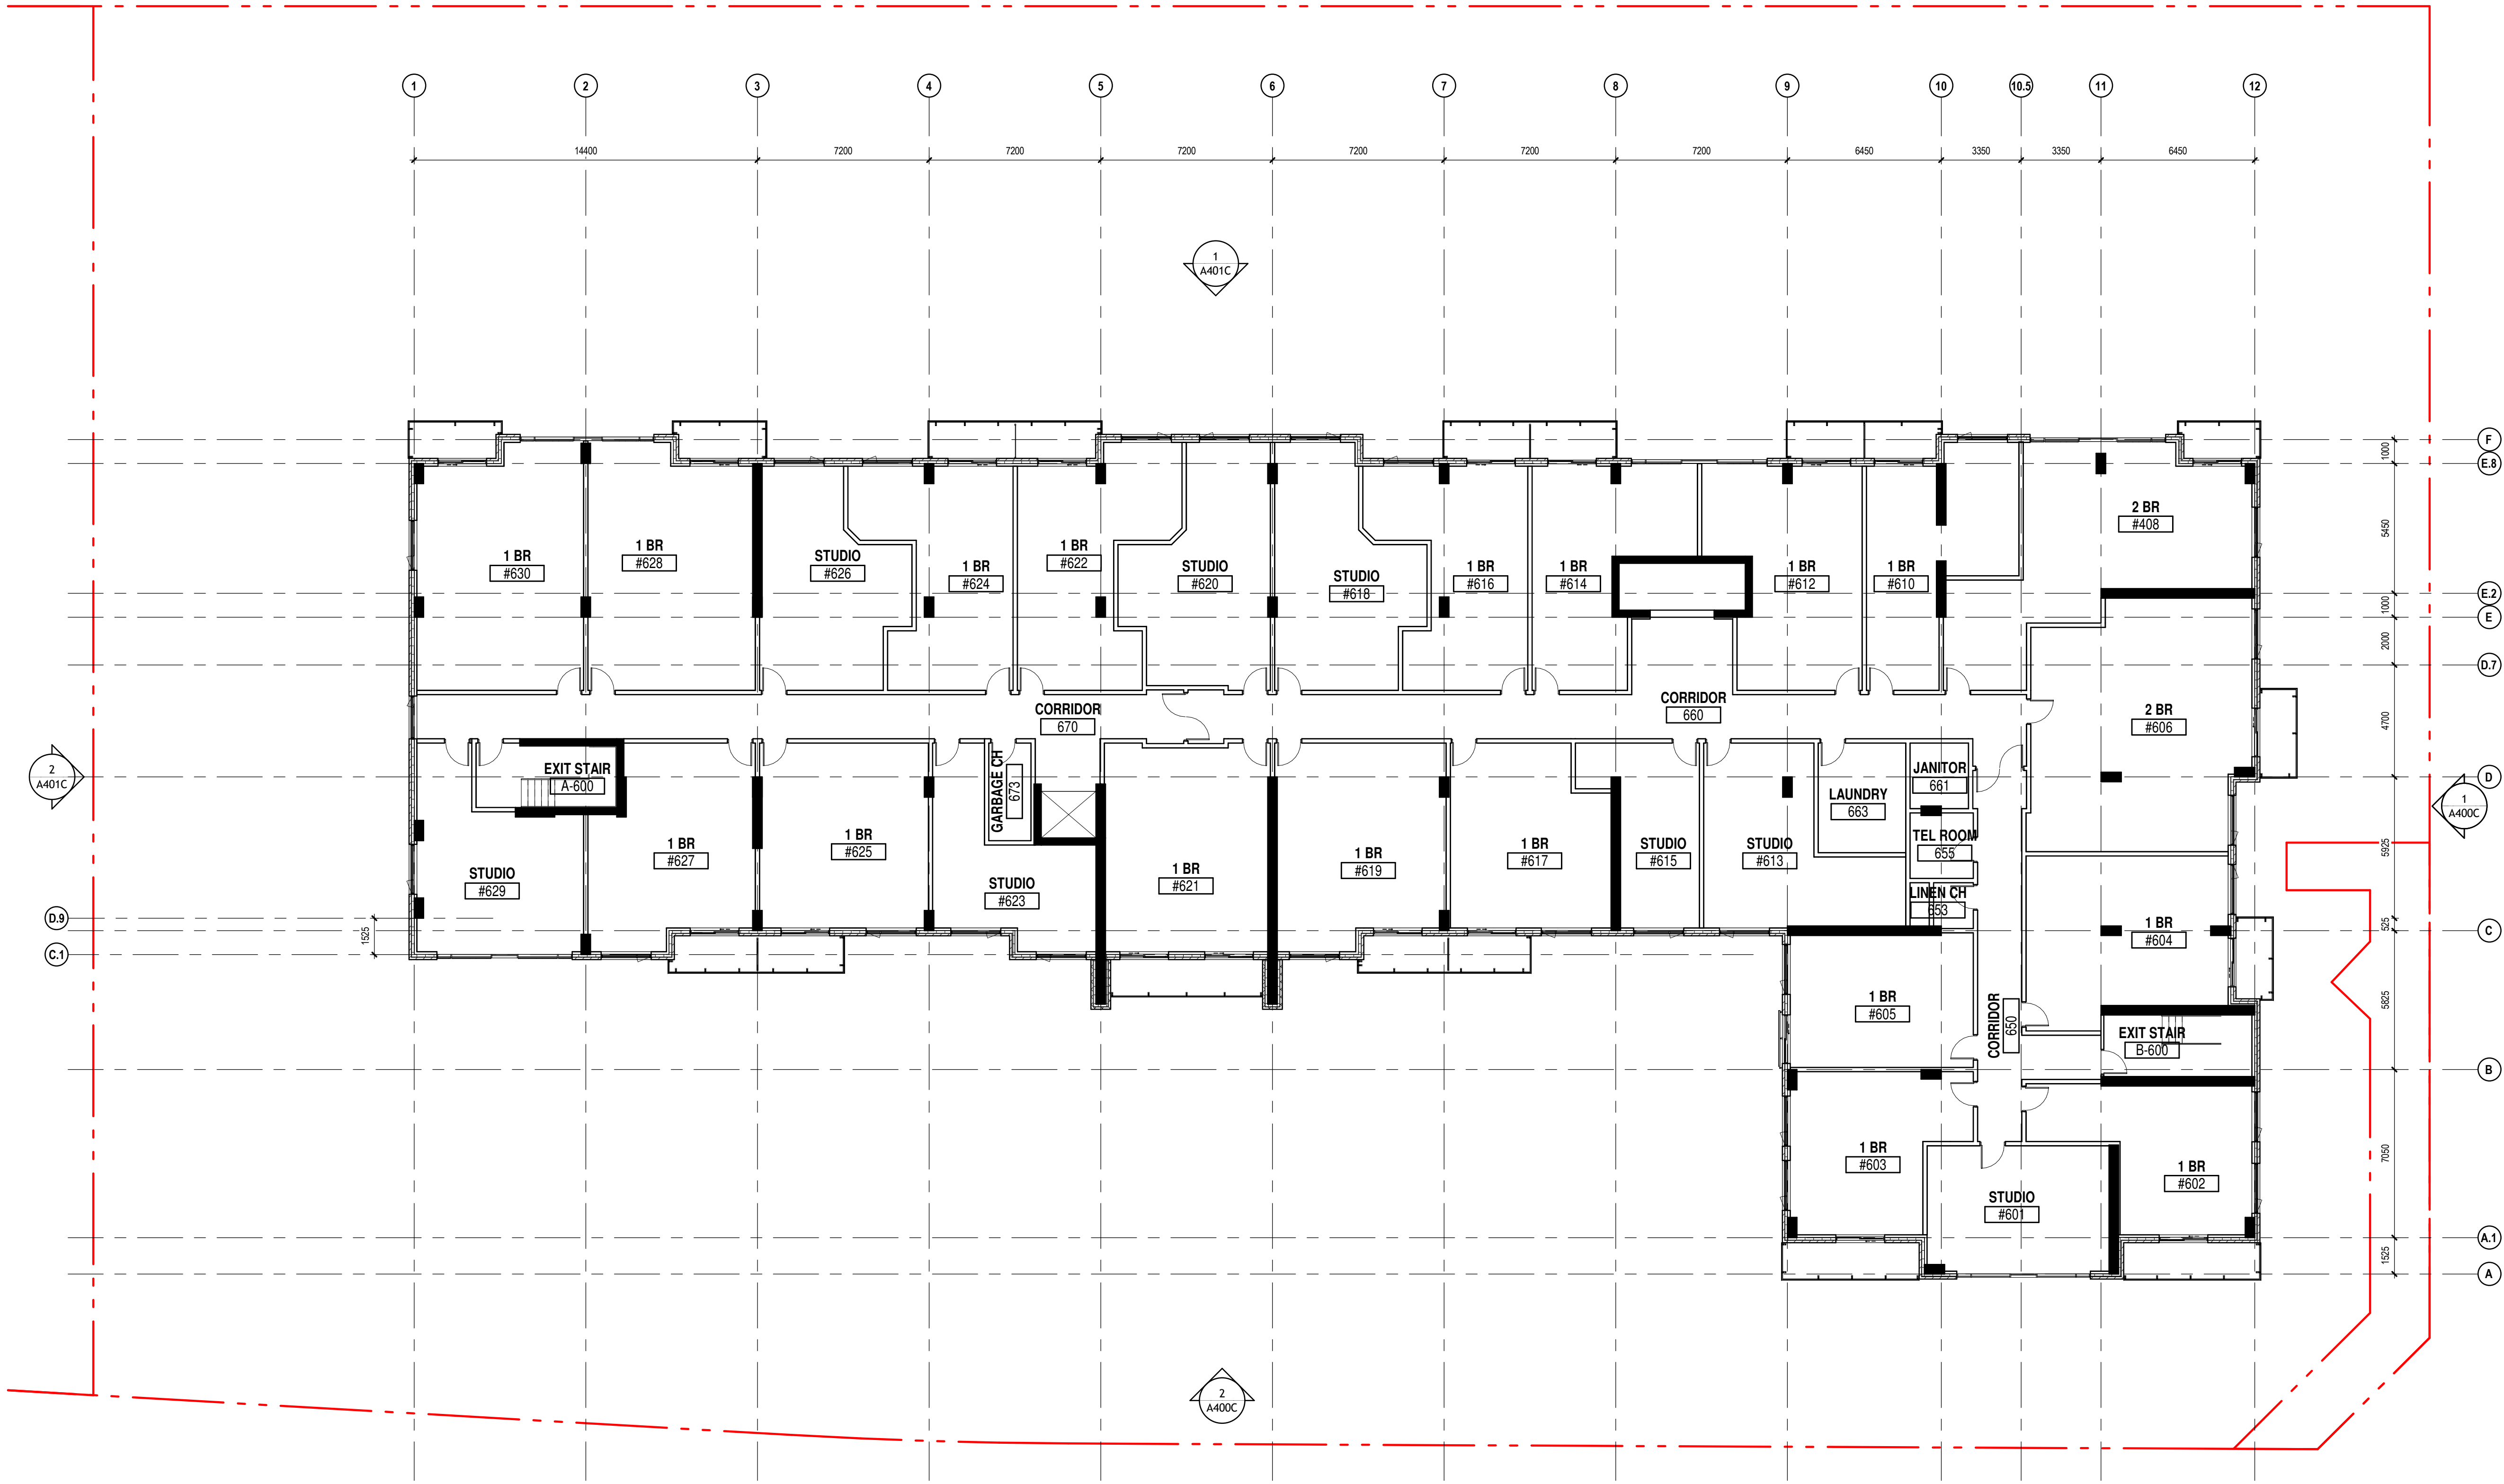 1
2
3
4
5
6
7
8
9
10
10.5
11
12
14400
7200
7200
7200
7200
7200
7200
6450
3350
3350
6450
1
A401C
F
1000
E.8
5450
E.2
1000
E
2000
D.7
4700
D
5925
525
C
5825
B
7050
A.1
1525
A
1 BR
#630
1 BR
#628
STUDIO
#626
1 BR
#624
1 BR
#622
STUDIO
#620
STUDIO
#618
1 BR
#616
1 BR
#614
1 BR
#612
1 BR
#610
2 BR
#408
CORRIDOR
670
CORRIDOR
660
2 BR
#606
2
A401C
EXIT STAIR
A-600
GARBAGE CH
673
JANITOR
661
LAUNDRY
663
TEL ROOM
655
LINEN CH
653
1
A400C
STUDIO
#629
1 BR
#627
1 BR
#625
STUDIO
#623
1 BR
#621
1 BR
#619
1 BR
#617
STUDIO
#615
STUDIO
#613
1 BR
#604
D.9
1525
C.1
1 BR
#605
CORRIDOR
650
EXIT STAIR
B-600
1 BR
#603
STUDIO
#601
1 BR
#602
2
A400C